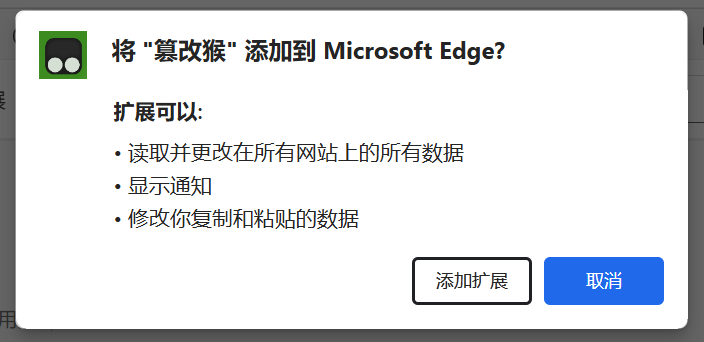 将 "篡改猴" 添加到 Microsoft Edge?
扩展可以:
• 读取并更改在所有网站上的所有数据
• 显示通知
• 修改你复制和粘贴的数据
添加扩展 取消
用